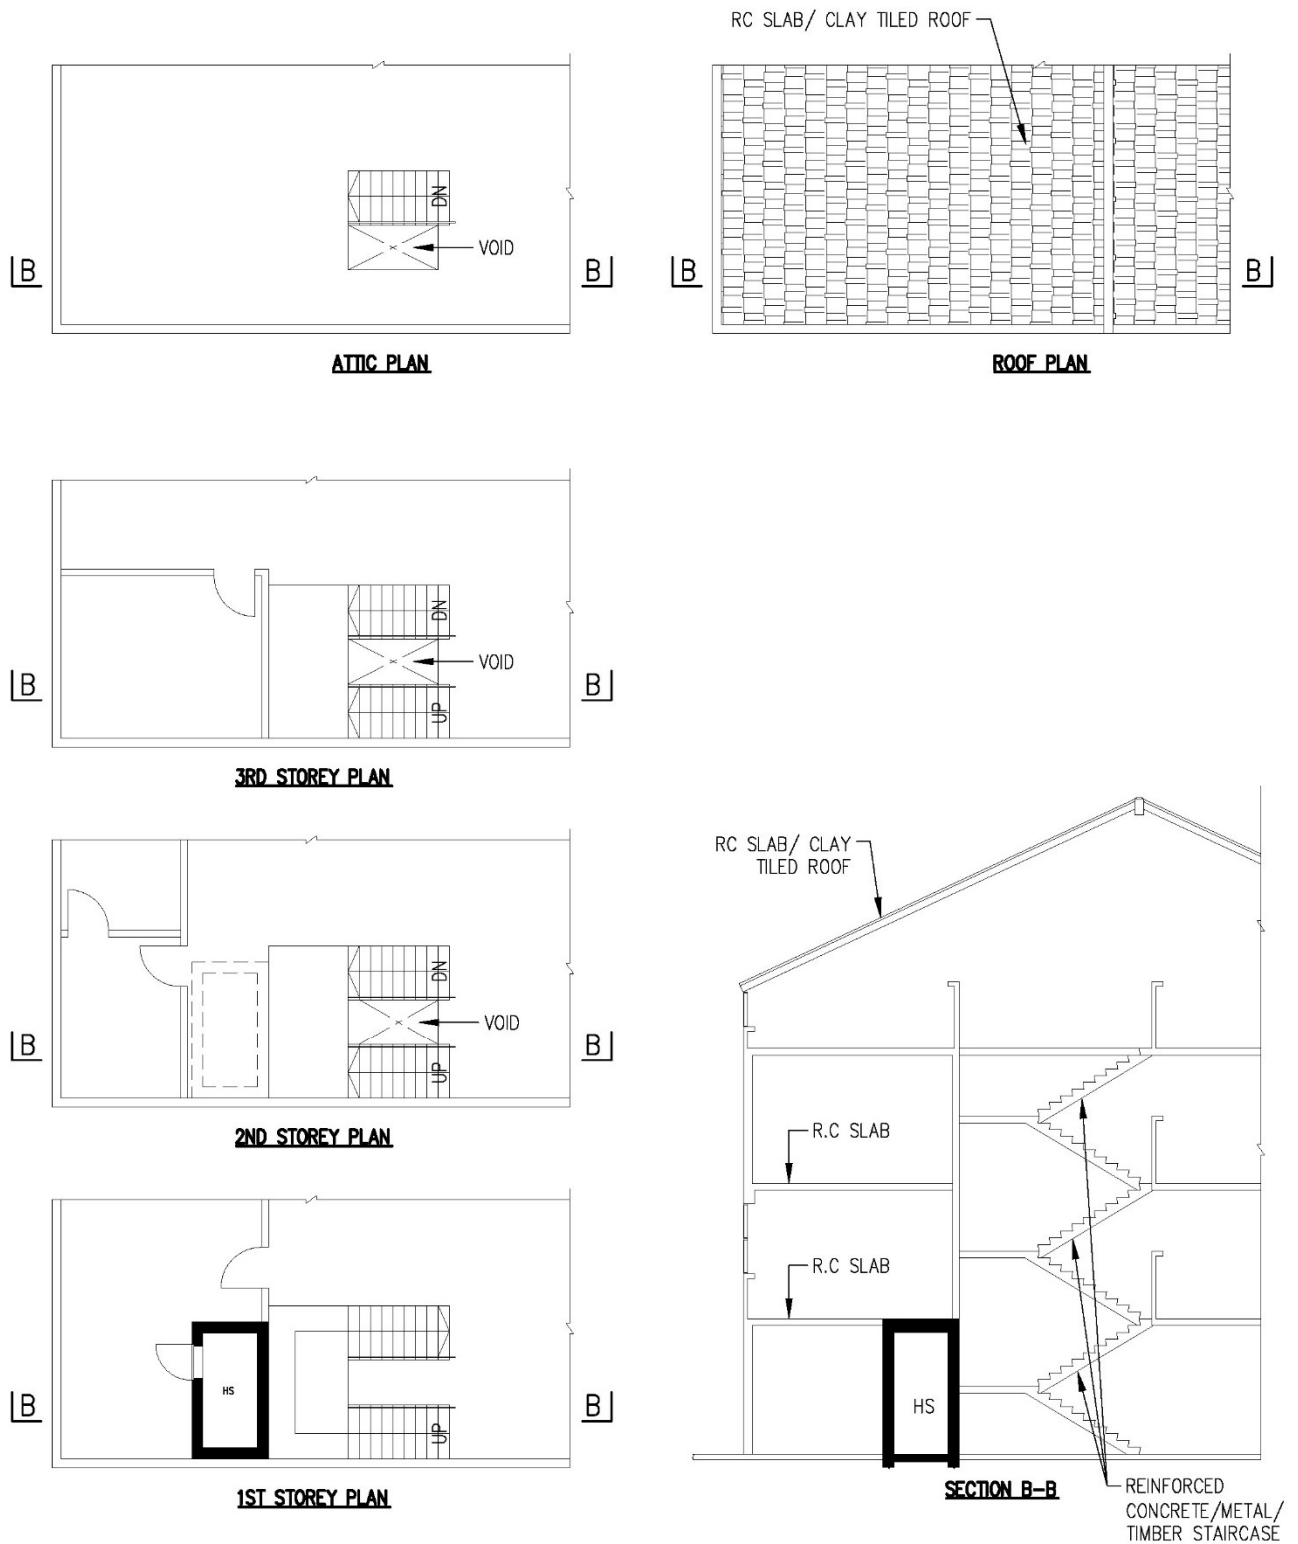 RC SLAB/ CLAY TILED ROOF
DN
VOID
B
B
ATTIC PLAN
B
B
ROOF PLAN
DN
VOID
UP
B
B
3RD STOREY PLAN
DN
VOID
UP
B
B
2ND STOREY PLAN
HS
UP
B
B
1ST STOREY PLAN
RC SLAB/ CLAY
TILED ROOF
R.C SLAB
R.C SLAB
HS
SECTION B-B
REINFORCED
CONCRETE/METAL/
TIMBER STAIRCASE